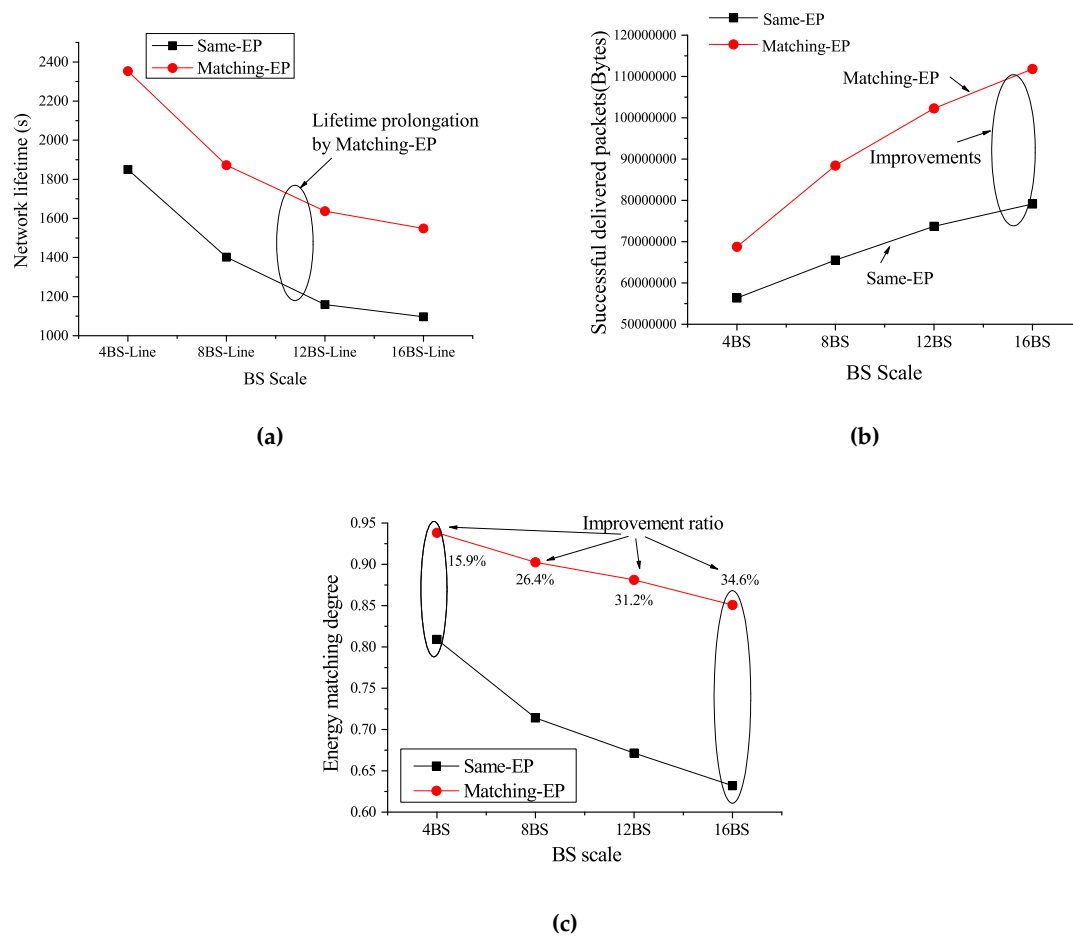 Same-EP
Matching-EP
2400
2200
2000
1800
1600
1400
1200
1000
Network lifetime (s)
Lifetime prolongation
by Matching-EP
4BS-Line
8BS-Line
12BS-Line
16BS-Line
BS Scale
(a)
Same-EP
Matching-EP
120000000
110000000
100000000
90000000
80000000
70000000
60000000
50000000
Successful delivered packets(Bytes)
Matching-EP
Improvements
Same-EP
4BS
8BS
12BS
16BS
BS Scale
(b)
0.95
0.90
0.85
0.80
0.75
0.70
0.65
0.60
Energy matching degree
Improvement ratio
15.9%
26.4%
31.2%
34.6%
Same-EP
Matching-EP
4BS
8BS
12BS
16BS
BS scale
(c)